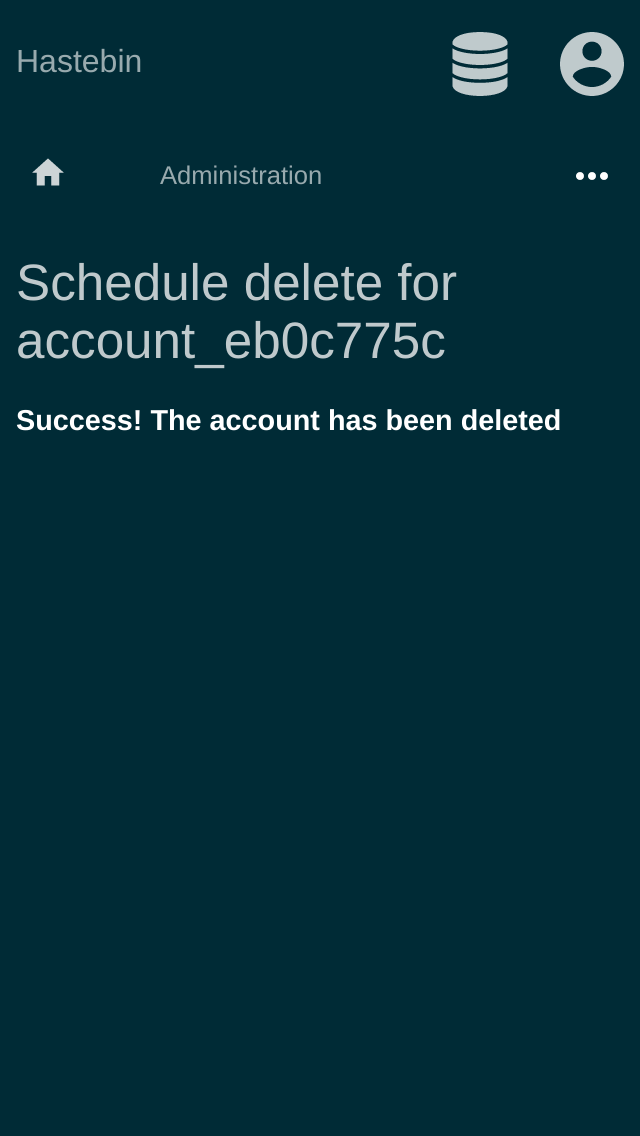 Hastebin
Administration
Schedule delete for
account_eb0c775c
Success! The account has been deleted